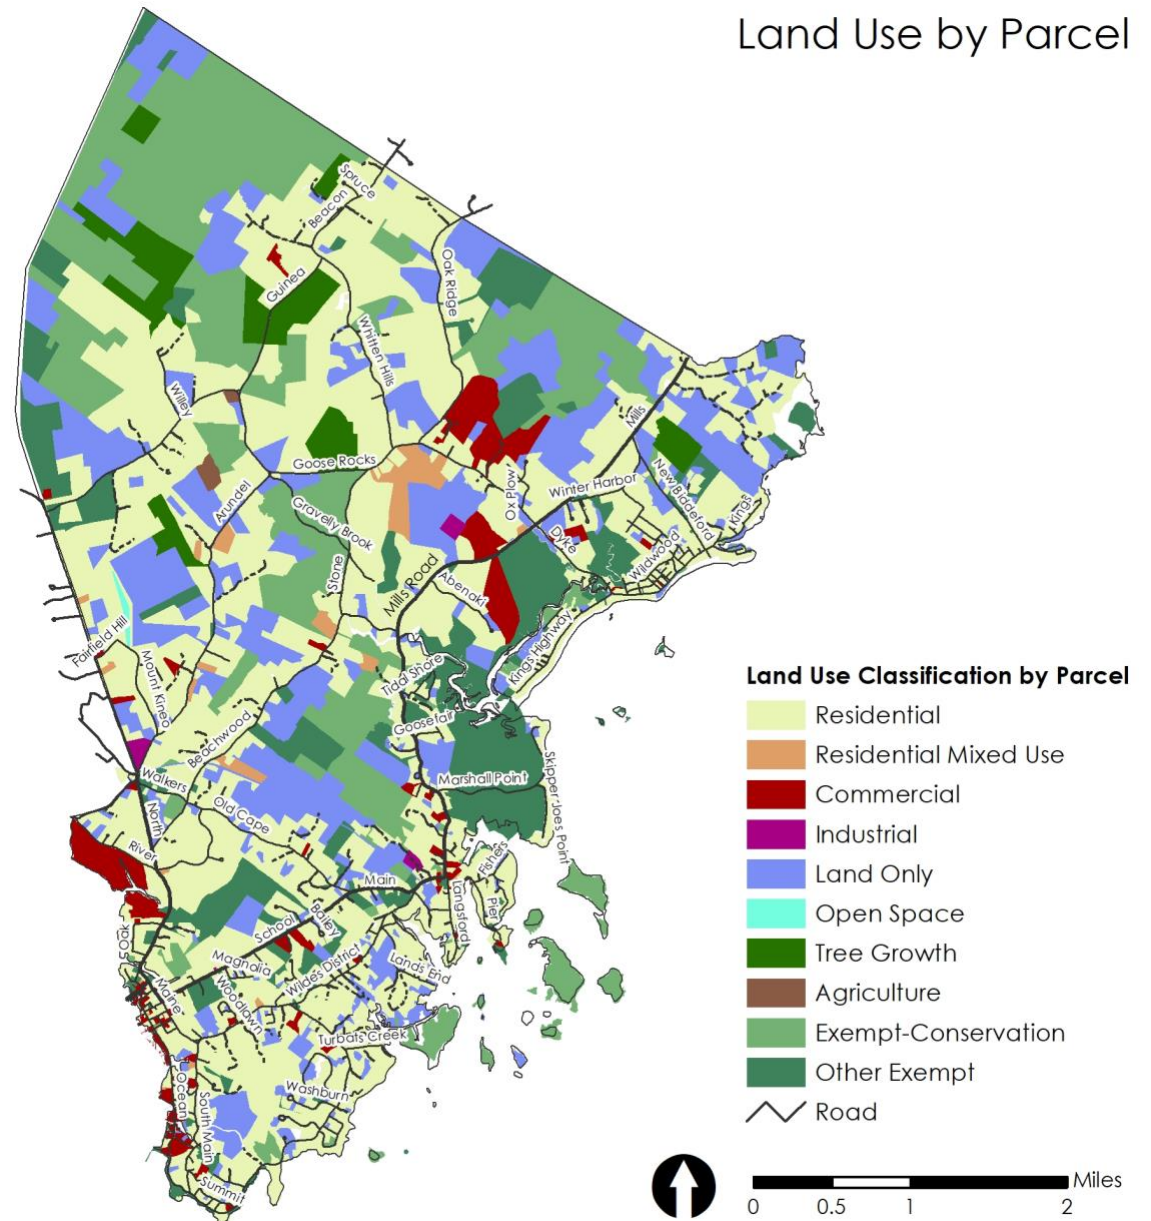 Land Use by Parcel
Spruce
Beacon
Guinea
Oak Ridge
Whitten Hills
Willey
Mills
Goose Rocks
Arundel
Gravelly Brook
Ox Plow
Winter Harbor
New Biddeford
Kings
Dyke
Wildwood
Stone
Mills Road
Abenaki
Kings Highway
Fairfield Hill
Mount Kineo
Tidal Shore
Goosefair
Beachwood
Walkers
Marshall Point
Skipper Joes Point
North
Old Cape
River
Main
Fishers
Langsford
Pier
School
Bailey
S Oak
Magnolia
Wildes District
Lands End
Maine
Woodlawn
Turbats Creek
Ocean
South Main
Washburn
Summit
Land Use Classification by Parcel
Residential
Residential Mixed Use
Commercial
Industrial
Land Only
Open Space
Tree Growth
Agriculture
Exempt-Conservation
Other Exempt
Road
Miles
0 0.5 1 2